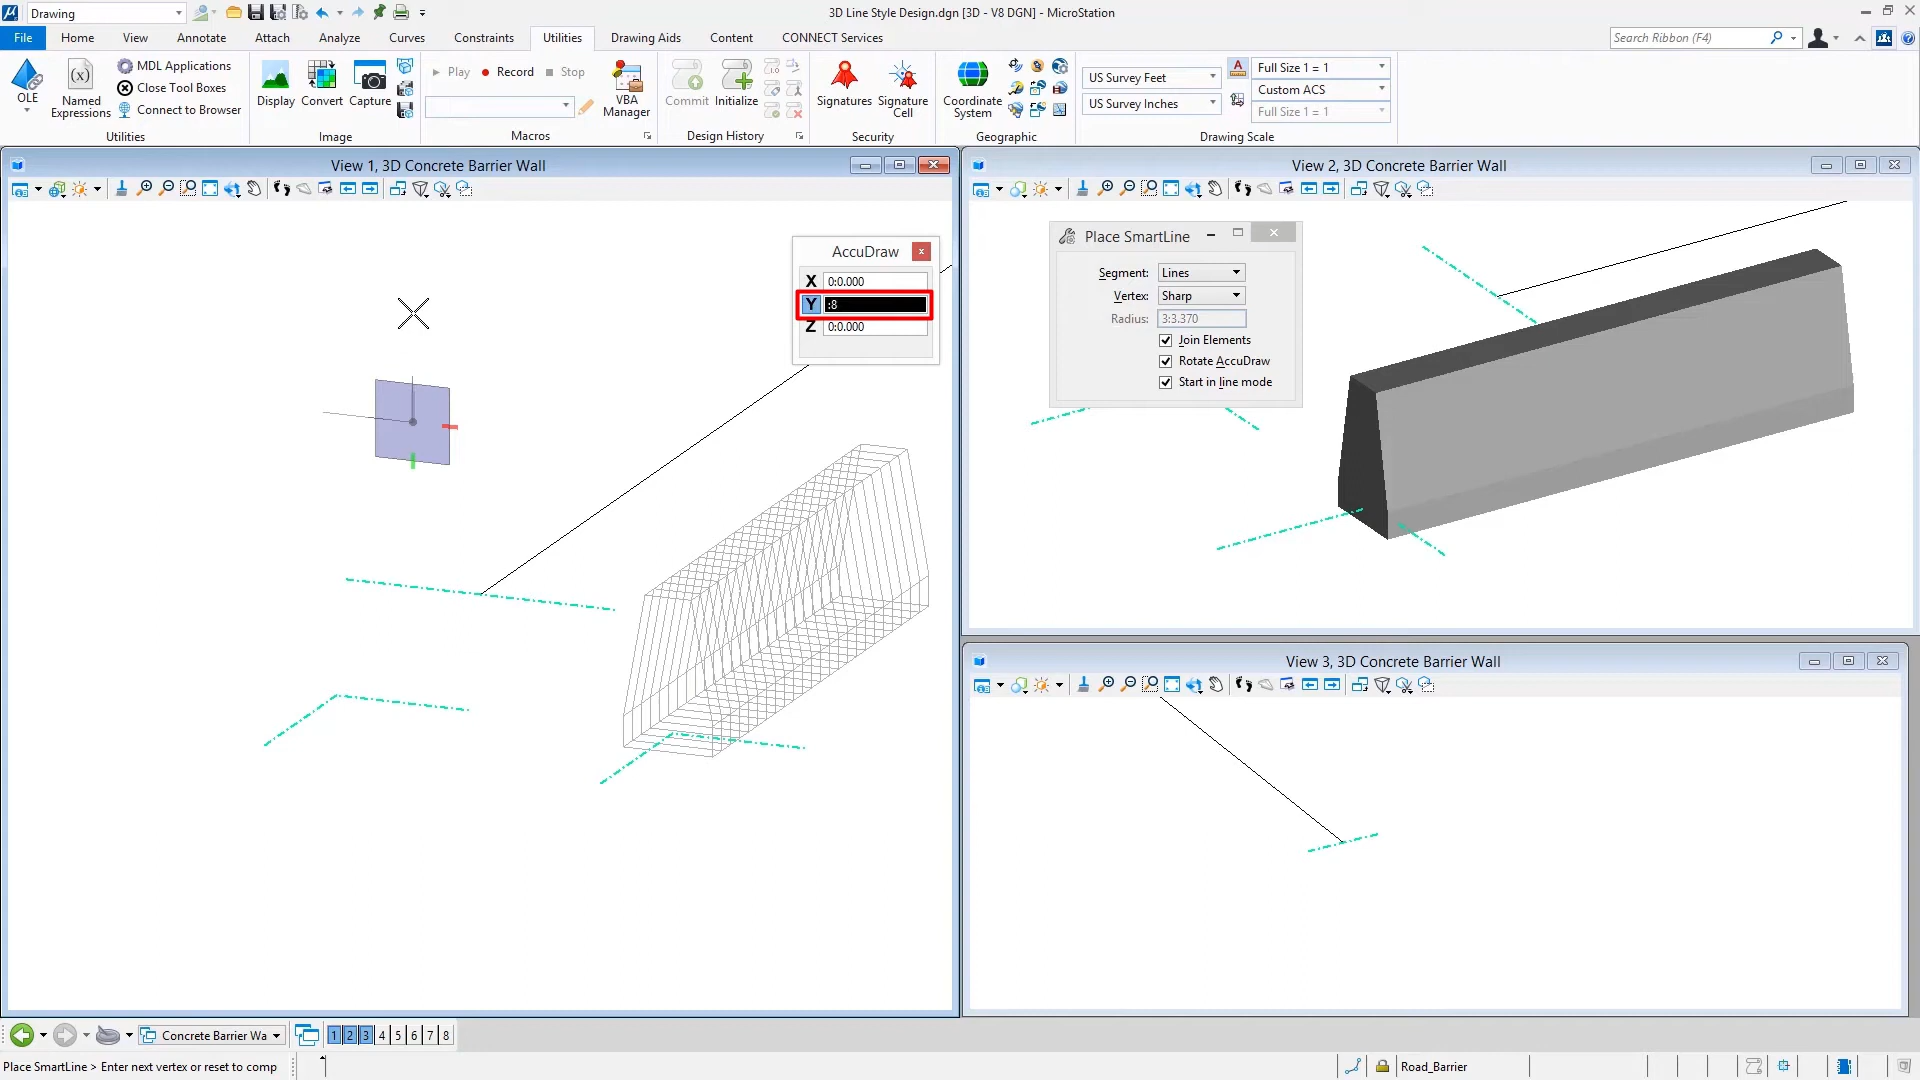 Drawing
3D Line Style Design.dgn [3D - V8 DGN] - MicroStation
File
Home
View
Annotate
Attach
Analyze
Curves
Constraints
Utilities
Drawing Aids
Content
CONNECT Services
Search Ribbon (F4)
OLE
Named
Expressions
MDL Applications
Close Tool Boxes
Connect to Browser
Utilities
Display
Convert
Capture
Image
Play
Record
Stop
VBA
Manager
Macros
Commit
Initialize
Design History
Signatures
Signature
Cell
Security
Coordinate
System
Geographic
US Survey Feet
US Survey Inches
Full Size 1 = 1
Custom ACS
Full Size 1 = 1
Drawing Scale
View 1, 3D Concrete Barrier Wall
AccuDraw
X 0:0.000
Y :8
Z 0:0.000
View 2, 3D Concrete Barrier Wall
Place SmartLine
Segment: Lines
Vertex: Sharp
Radius: 3:3.370
Join Elements
Rotate AccuDraw
Start in line mode
View 3, 3D Concrete Barrier Wall
Concrete Barrier Wa
1 2 3 4 5 6 7 8
Place SmartLine > Enter next vertex or reset to comp
Road_Barrier